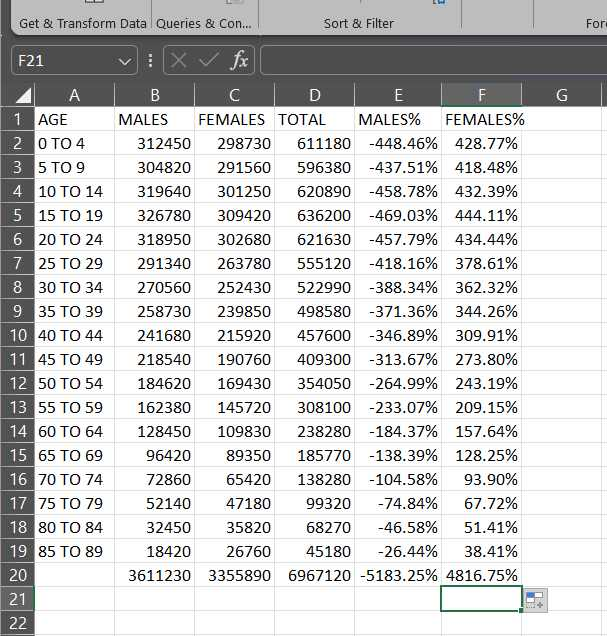 Get & Transform Data Queries & Con... Sort & Filter
F21 fx
A B C D E F G
1 AGE MALES FEMALES TOTAL MALES% FEMALES%
2 0 TO 4 312450 298730 611180 -448.46% 428.77%
3 5 TO 9 304820 291560 596380 -437.51% 418.48%
4 10 TO 14 319640 301250 620890 -458.78% 432.39%
5 15 TO 19 326780 309420 636200 -469.03% 444.11%
6 20 TO 24 318950 302680 621630 -457.79% 434.44%
7 25 TO 29 291340 263780 555120 -418.16% 378.61%
8 30 TO 34 270560 252430 522990 -388.34% 362.32%
9 35 TO 39 258730 239850 498580 -371.36% 344.26%
10 40 TO 44 241680 215920 457600 -346.89% 309.91%
11 45 TO 49 218540 190760 409300 -313.67% 273.80%
12 50 TO 54 184620 169430 354050 -264.99% 243.19%
13 55 TO 59 162380 145720 308100 -233.07% 209.15%
14 60 TO 64 128450 109830 238280 -184.37% 157.64%
15 65 TO 69 96420 89350 185770 -138.39% 128.25%
16 70 TO 74 72860 65420 138280 -104.58% 93.90%
17 75 TO 79 52140 47180 99320 -74.84% 67.72%
18 80 TO 84 32450 35820 68270 -46.58% 51.41%
19 85 TO 89 18420 26760 45180 -26.44% 38.41%
20 3611230 3355890 6967120 -5183.25% 4816.75%
21
22